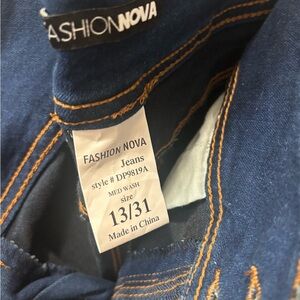 FASHIONNOVA
FASHION NOVA
Jeans
style # DP9819A
MED WASH
size
13/31
Made in China